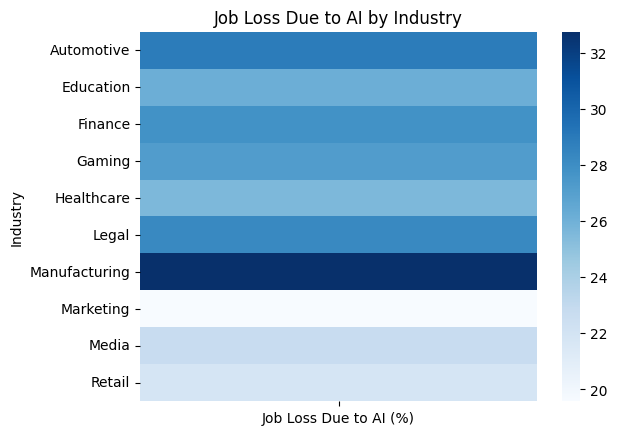 Job Loss Due to AI by Industry
Industry
Automotive
Education
Finance
Gaming
Healthcare
Legal
Manufacturing
Marketing
Media
Retail
Job Loss Due to AI (%)
32
30
28
26
24
22
20